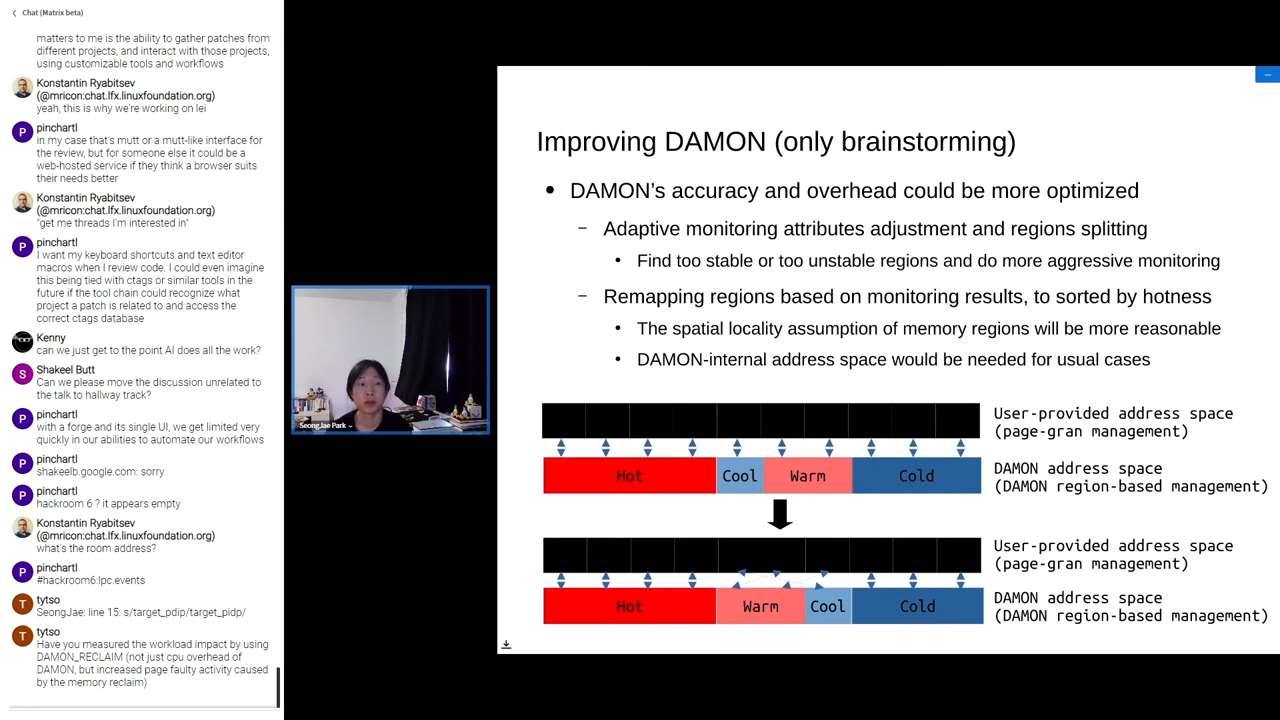 Chat (Matrix beta)
matters to me is the ability to gather patches from
different projects, and interact with those projects,
using customizable tools and workflows
Konstantin Ryabitsev
(@mricon:chat.lfx.linuxfoundation.org)
yeah, this is why we're working on lei
P
pinchartl
in my case that's mutt or a mutt-like interface for
the review, but for someone else it could be a
web-hosted service if they think a browser suits
their needs better
Konstantin Ryabitsev
(@mricon:chat.lfx.linuxfoundation.org)
"get me threads I'm interested in"
P
pinchartl
I want my keyboard shortcuts and text editor
macros when I review code. I could even imagine
this being tied with ctags or similar tools in the
future if the tool chain could recognize what
project a patch is related to and access the
correct ctags database
Kenny
can we just get to the point AI does all the work?
S
Shakeel Butt
Can we please move the discussion unrelated to
the talk to hallway track?
P
pinchartl
with a forge and its single UI, we get limited very
quickly in our abilities to automate our workflows
P
pinchartl
shakeelb.google.com: sorry
P
pinchartl
hackroom 6 ? it appears empty
Konstantin Ryabitsev
(@mricon:chat.lfx.linuxfoundation.org)
what's the room address?
P
pinchartl
#hackroom6:lpc.events
T
tytso
SeongJae: line 15: s/target_pdip/target_pidp/
T
tytso
Have you measured the workload impact by using
DAMON_RECLAIM (not just cpu overhead of
DAMON, but increased page faulty activity caused
by the memory reclaim)
SeongJae Park
Improving DAMON (only brainstorming)
● DAMON's accuracy and overhead could be more optimized
– Adaptive monitoring attributes adjustment and regions splitting
• Find too stable or too unstable regions and do more aggressive monitoring
– Remapping regions based on monitoring results, to sorted by hotness
• The spatial locality assumption of memory regions will be more reasonable
• DAMON-internal address space would be needed for usual cases
User-provided address space
(page-gran management)
Hot Cool Warm Cold
DAMON address space
(DAMON region-based management)
User-provided address space
(page-gran management)
Hot Warm Cool Cold
DAMON address space
(DAMON region-based management)